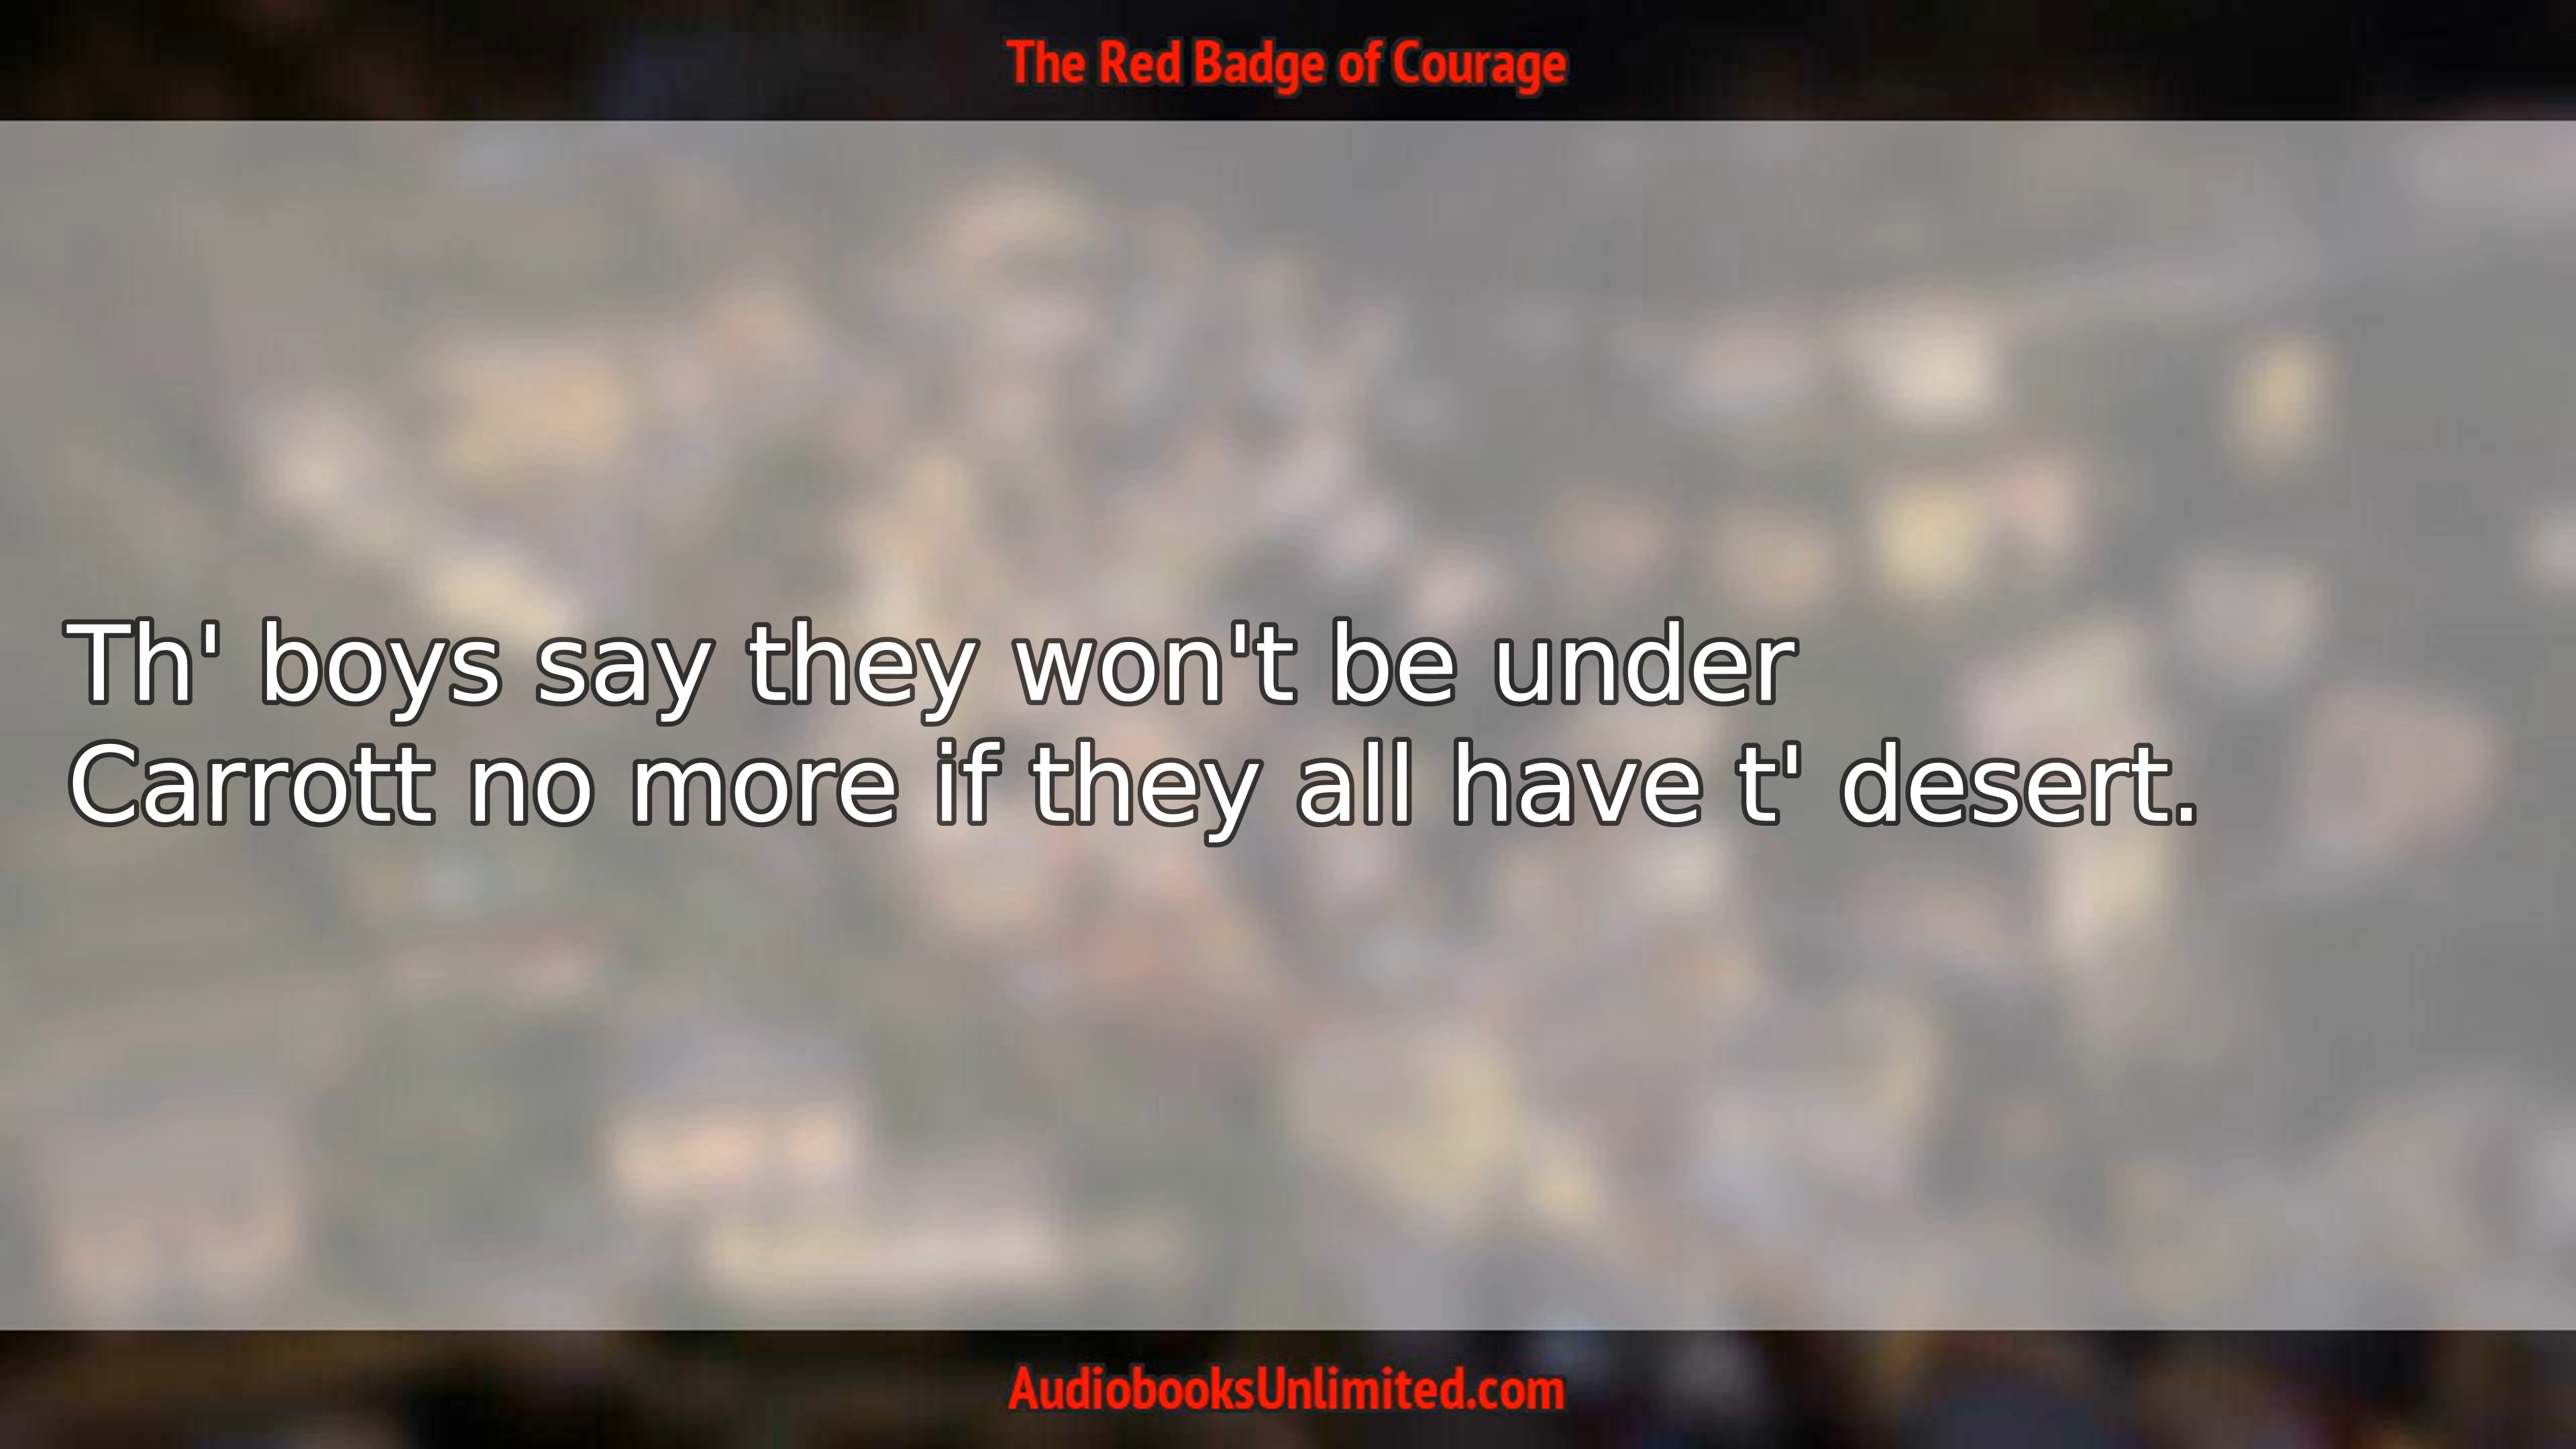 The Red Badge of Courage
Th' boys say they won't be under
Carrott no more if they all have t' desert.
AudiobooksUnlimited.com